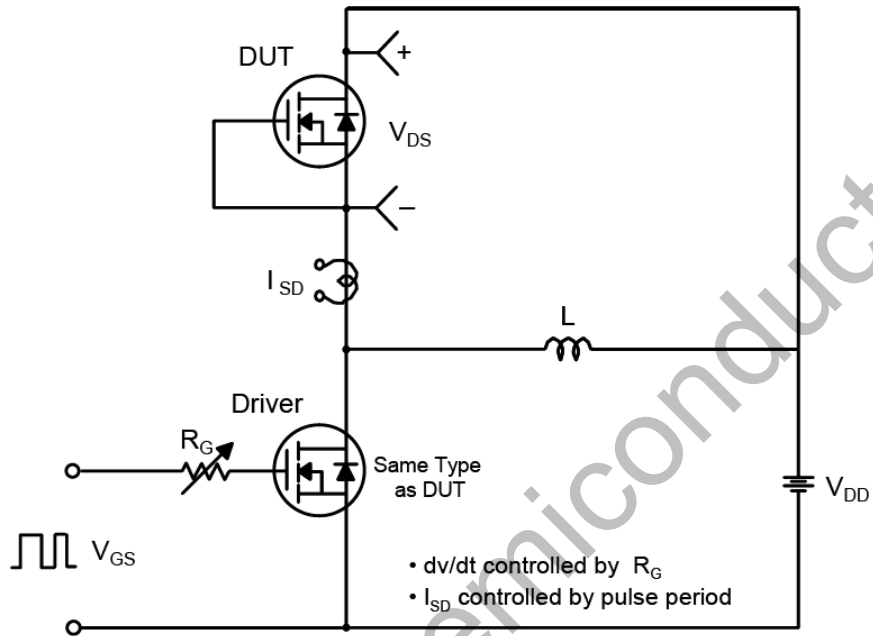 DUT
+
V_DS
−
I_SD
L
Driver
R_G
Same Type
as DUT
V_DD
V_GS
• dv/dt controlled by R_G
• I_SD controlled by pulse period
emiconduct